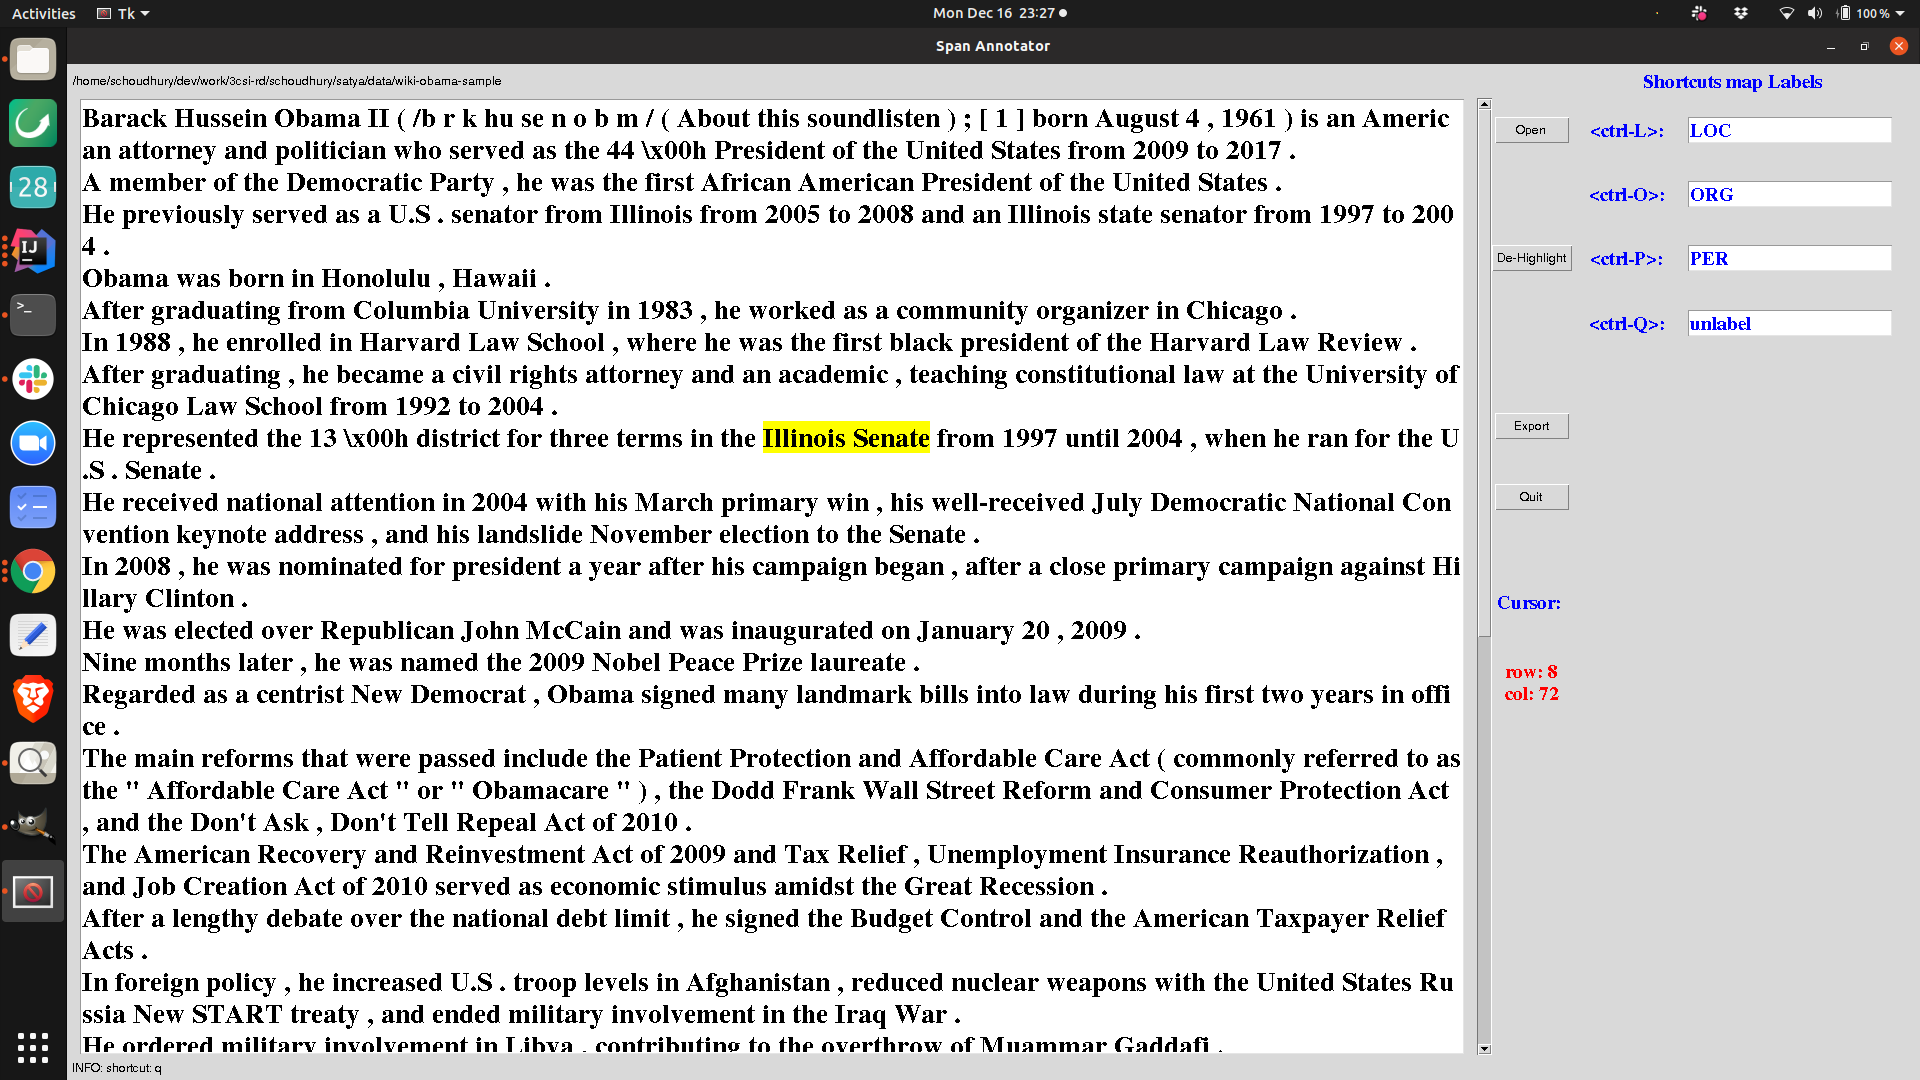 Activities
Tk
Mon Dec 16 23:27
100 %
Span Annotator
/home/schoudhury/dev/work/3csi-rd/schoudhury/satya/data/wiki-obama-sample
Shortcuts map Labels
28
IJ
>_
Barack Hussein Obama II ( /b r k hu se n o b m / ( About this soundlisten ) ; [ 1 ] born August 4 , 1961 ) is an Americ
an attorney and politician who served as the 44 \x00h President of the United States from 2009 to 2017 .
A member of the Democratic Party , he was the first African American President of the United States .
He previously served as a U.S . senator from Illinois from 2005 to 2008 and an Illinois state senator from 1997 to 200
4 .
Obama was born in Honolulu , Hawaii .
After graduating from Columbia University in 1983 , he worked as a community organizer in Chicago .
In 1988 , he enrolled in Harvard Law School , where he was the first black president of the Harvard Law Review .
After graduating , he became a civil rights attorney and an academic , teaching constitutional law at the University of
Chicago Law School from 1992 to 2004 .
He represented the 13 \x00h district for three terms in the Illinois Senate from 1997 until 2004 , when he ran for the U
.S . Senate .
He received national attention in 2004 with his March primary win , his well-received July Democratic National Con
vention keynote address , and his landslide November election to the Senate .
In 2008 , he was nominated for president a year after his campaign began , after a close primary campaign against Hi
llary Clinton .
He was elected over Republican John McCain and was inaugurated on January 20 , 2009 .
Nine months later , he was named the 2009 Nobel Peace Prize laureate .
Regarded as a centrist New Democrat , Obama signed many landmark bills into law during his first two years in offi
ce .
The main reforms that were passed include the Patient Protection and Affordable Care Act ( commonly referred to as
the " Affordable Care Act " or " Obamacare " ) , the Dodd Frank Wall Street Reform and Consumer Protection Act
, and the Don't Ask , Don't Tell Repeal Act of 2010 .
The American Recovery and Reinvestment Act of 2009 and Tax Relief , Unemployment Insurance Reauthorization ,
and Job Creation Act of 2010 served as economic stimulus amidst the Great Recession .
After a lengthy debate over the national debt limit , he signed the Budget Control and the American Taxpayer Relief
Acts .
In foreign policy , he increased U.S . troop levels in Afghanistan , reduced nuclear weapons with the United States Ru
ssia New START treaty , and ended military involvement in the Iraq War .
He ordered military involvement in Libya , contributing to the overthrow of Muammar Gaddafi .
Open
<ctrl-L>: LOC
<ctrl-O>: ORG
De-Highlight
<ctrl-P>: PER
<ctrl-Q>: unlabel
Export
Quit
Cursor:
row: 8
col: 72
INFO: shortcut: q